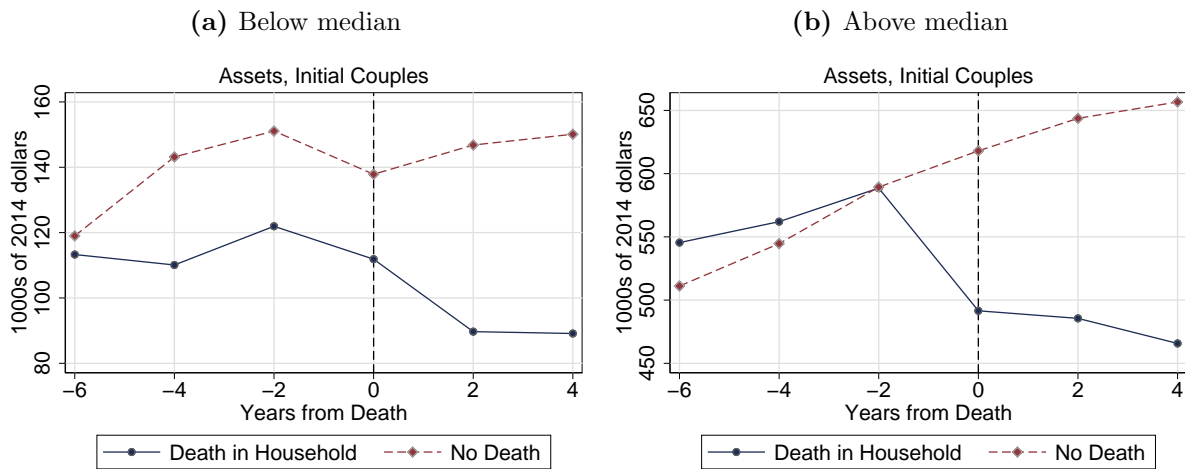 (a) Below median
Assets, Initial Couples
1000s of 2014 dollars
160
140
120
100
80
−6 −4 −2 0 2 4
Years from Death
Death in Household No Death
(b) Above median
Assets, Initial Couples
1000s of 2014 dollars
650
600
550
500
450
−6 −4 −2 0 2 4
Years from Death
Death in Household No Death